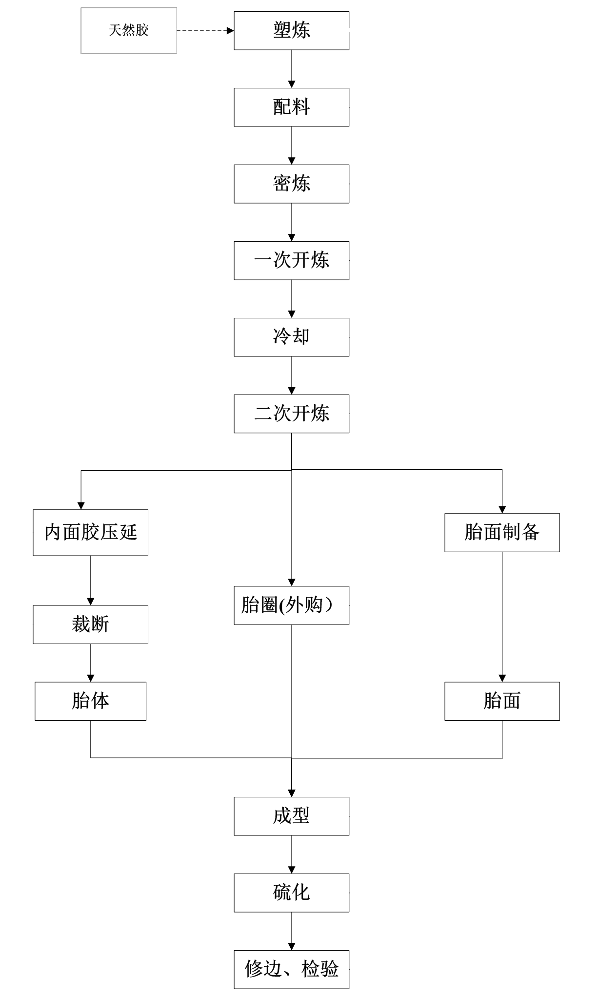 天然胶
塑炼
配料
密炼
一次开炼
冷却
二次开炼
内面胶压延
胎面制备
胎圈(外购）
裁断
胎体
胎面
成型
硫化
修边、检验